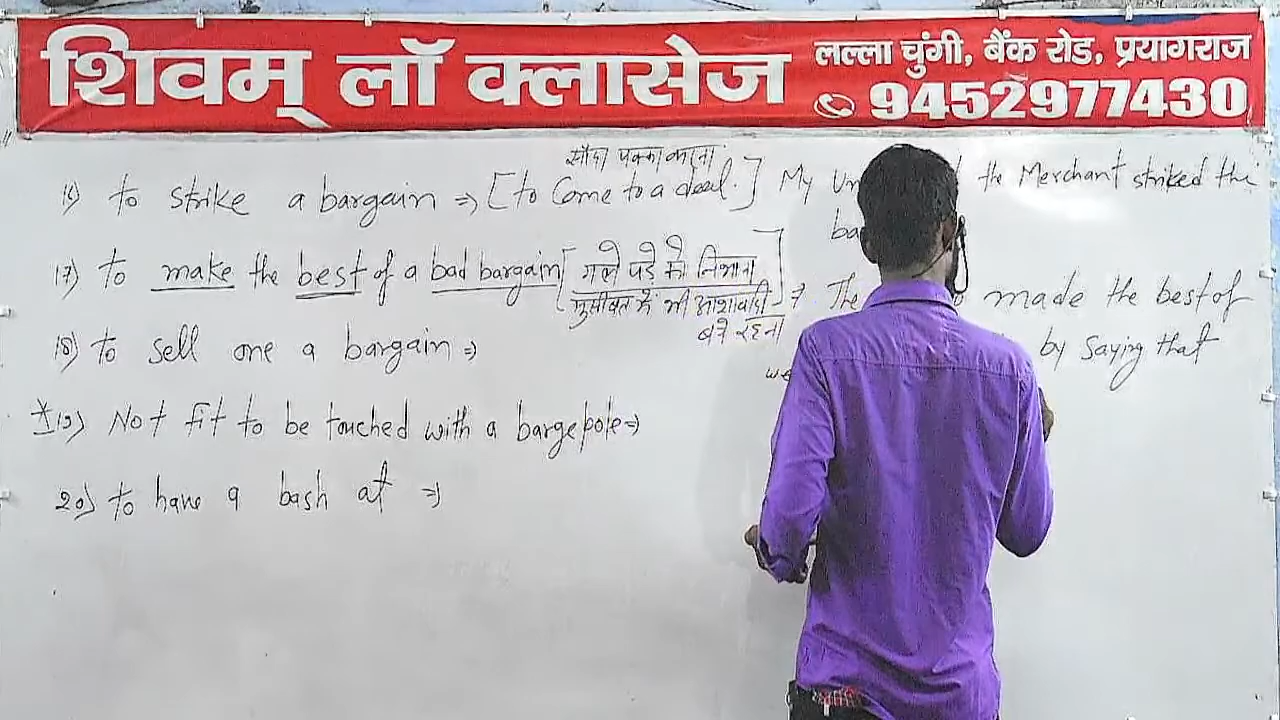 शिवम् लॉ क्लासेज
लल्ला चुंगी, बैंक रोड, प्रयागराज
9452977430
सौदा पक्का करना
16) to strike a bargain ⇒ [to Come to a deal.] My the Merchant striked the
17) to make the best of a bad bargain [गले पड़े को निभाना
मुसीबत में भी आशावादी
बने रहना]
The made the best of
by saying that
18) to sell one a bargain ⇒
*19) Not fit to be touched with a bargepole ⇒
20) to have a bash at ⇒